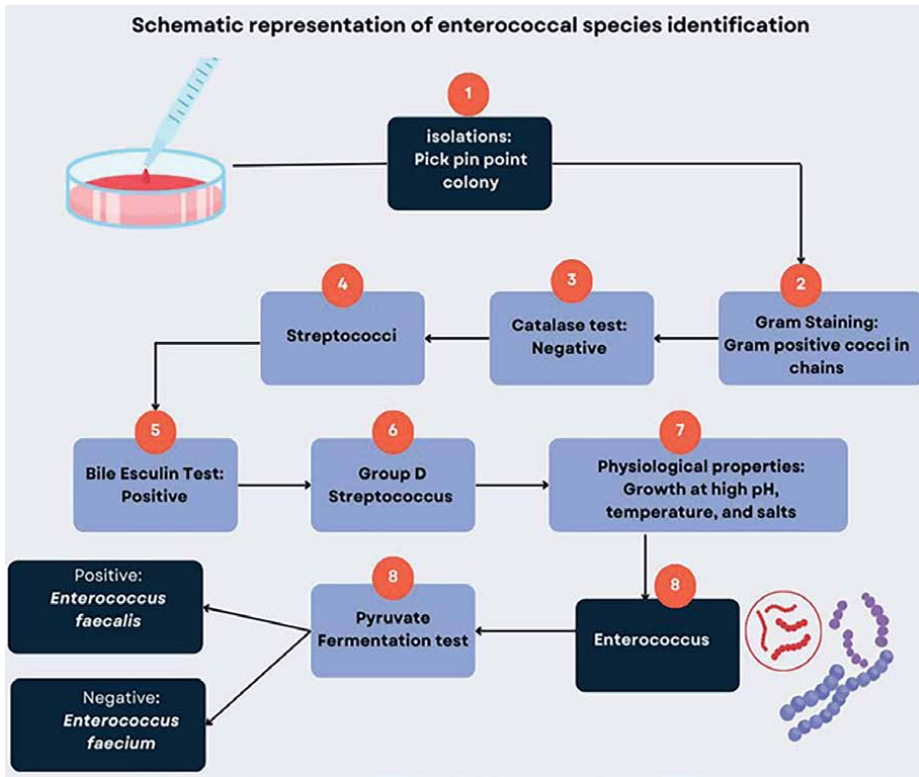 Schematic representation of enterococcal species identification
1
isolations:
Pick pin point
colony
2
Gram Staining:
Gram positive cocci in
chains
3
Catalase test:
Negative
4
Streptococci
5
Bile Esculin Test:
Positive
6
Group D
Streptococcus
7
Physiological properties:
Growth at high pH,
temperature, and salts
8
Enterococcus
8
Pyruvate
Fermentation test
Positive:
Enterococcus
faecalis
Negative:
Enterococcus
faecium